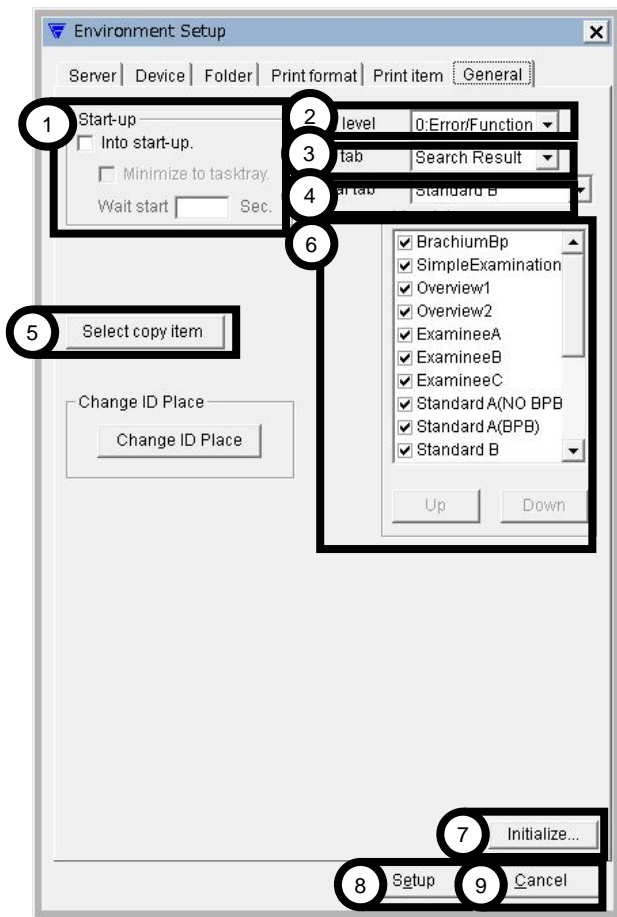 Environment Setup
Server Device Folder Print format Print item General
1
Start-up
Into start-up.
Minimize to tasktray.
Wait start Sec.
2 level 0:Error/Function
3 tab Search Result
4 tab Standard B
6
BrachiumBp
SimpleExamination
Overview1
Overview2
ExamineeA
ExamineeB
ExamineeC
Standard A(NO BPB
Standard A(BPB)
Standard B
Up Down
5 Select copy item
Change ID Place
Change ID Place
7 Initialize...
8 Setup 9 Cancel